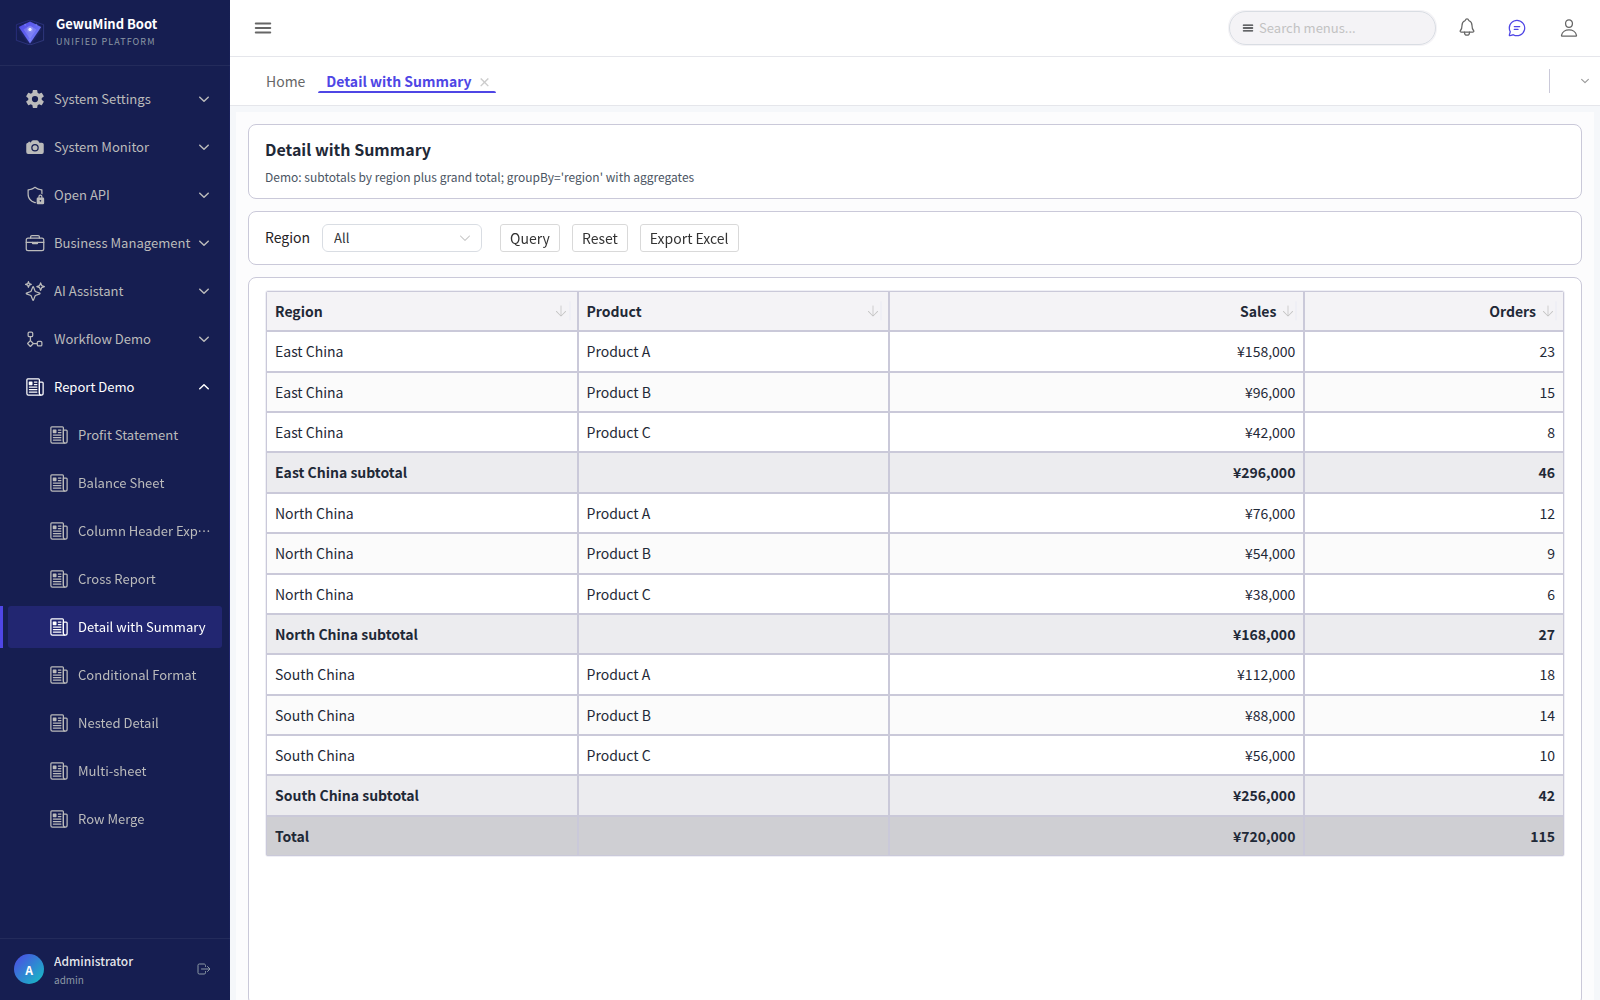 GewuMind Boot
UNIFIED PLATFORM
Search menus...
System Settings
System Monitor
Open API
Business Management
AI Assistant
Workflow Demo
Report Demo
Profit Statement
Balance Sheet
Column Header Exp···
Cross Report
Detail with Summary
Conditional Format
Nested Detail
Multi-sheet
Row Merge
A
Administrator
admin
Home Detail with Summary
Detail with Summary
Demo: subtotals by region plus grand total; groupBy='region' with aggregates
Region All Query Reset Export Excel
Region Product Sales Orders
East China Product A ¥158,000 23
East China Product B ¥96,000 15
East China Product C ¥42,000 8
East China subtotal ¥296,000 46
North China Product A ¥76,000 12
North China Product B ¥54,000 9
North China Product C ¥38,000 6
North China subtotal ¥168,000 27
South China Product A ¥112,000 18
South China Product B ¥88,000 14
South China Product C ¥56,000 10
South China subtotal ¥256,000 42
Total ¥720,000 115